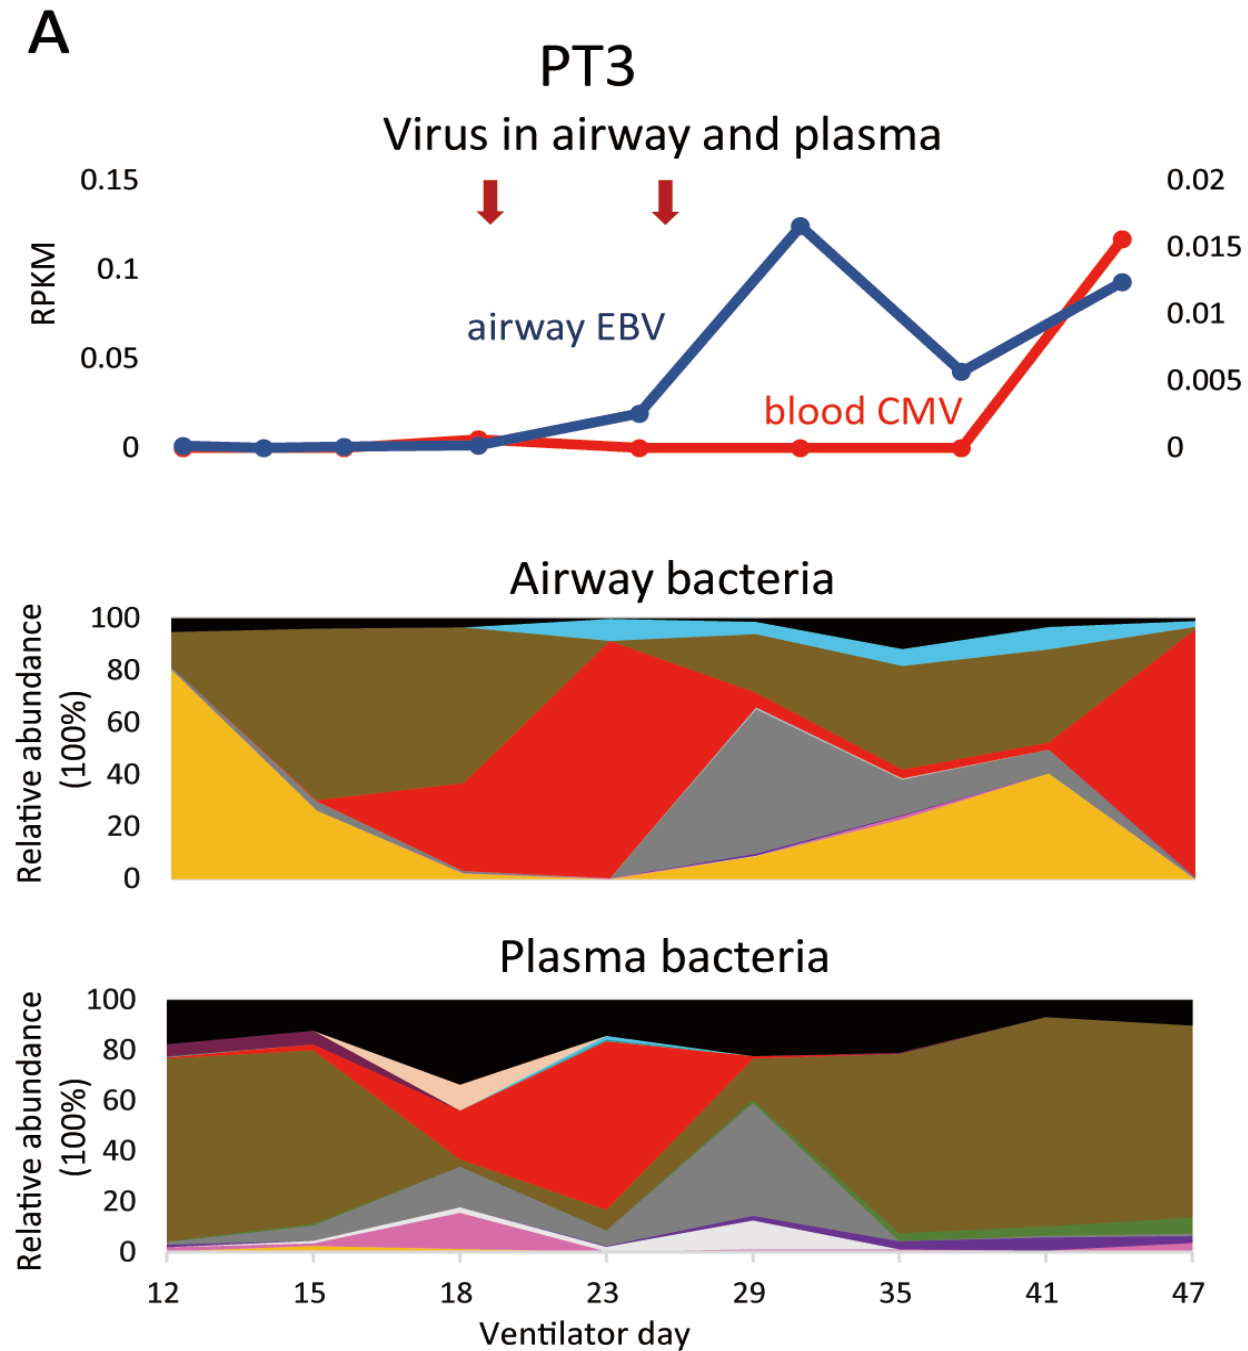 A
PT3
Virus in airway and plasma
RPKM
0.15
0.1
0.05
0
0.02
0.015
0.01
0.005
0
airway EBV
blood CMV
Airway bacteria
Relative abundance
(100%)
100
80
60
40
20
0
Plasma bacteria
Relative abundance
(100%)
100
80
60
40
20
0
12 15 18 23 29 35 41 47
Ventilator day